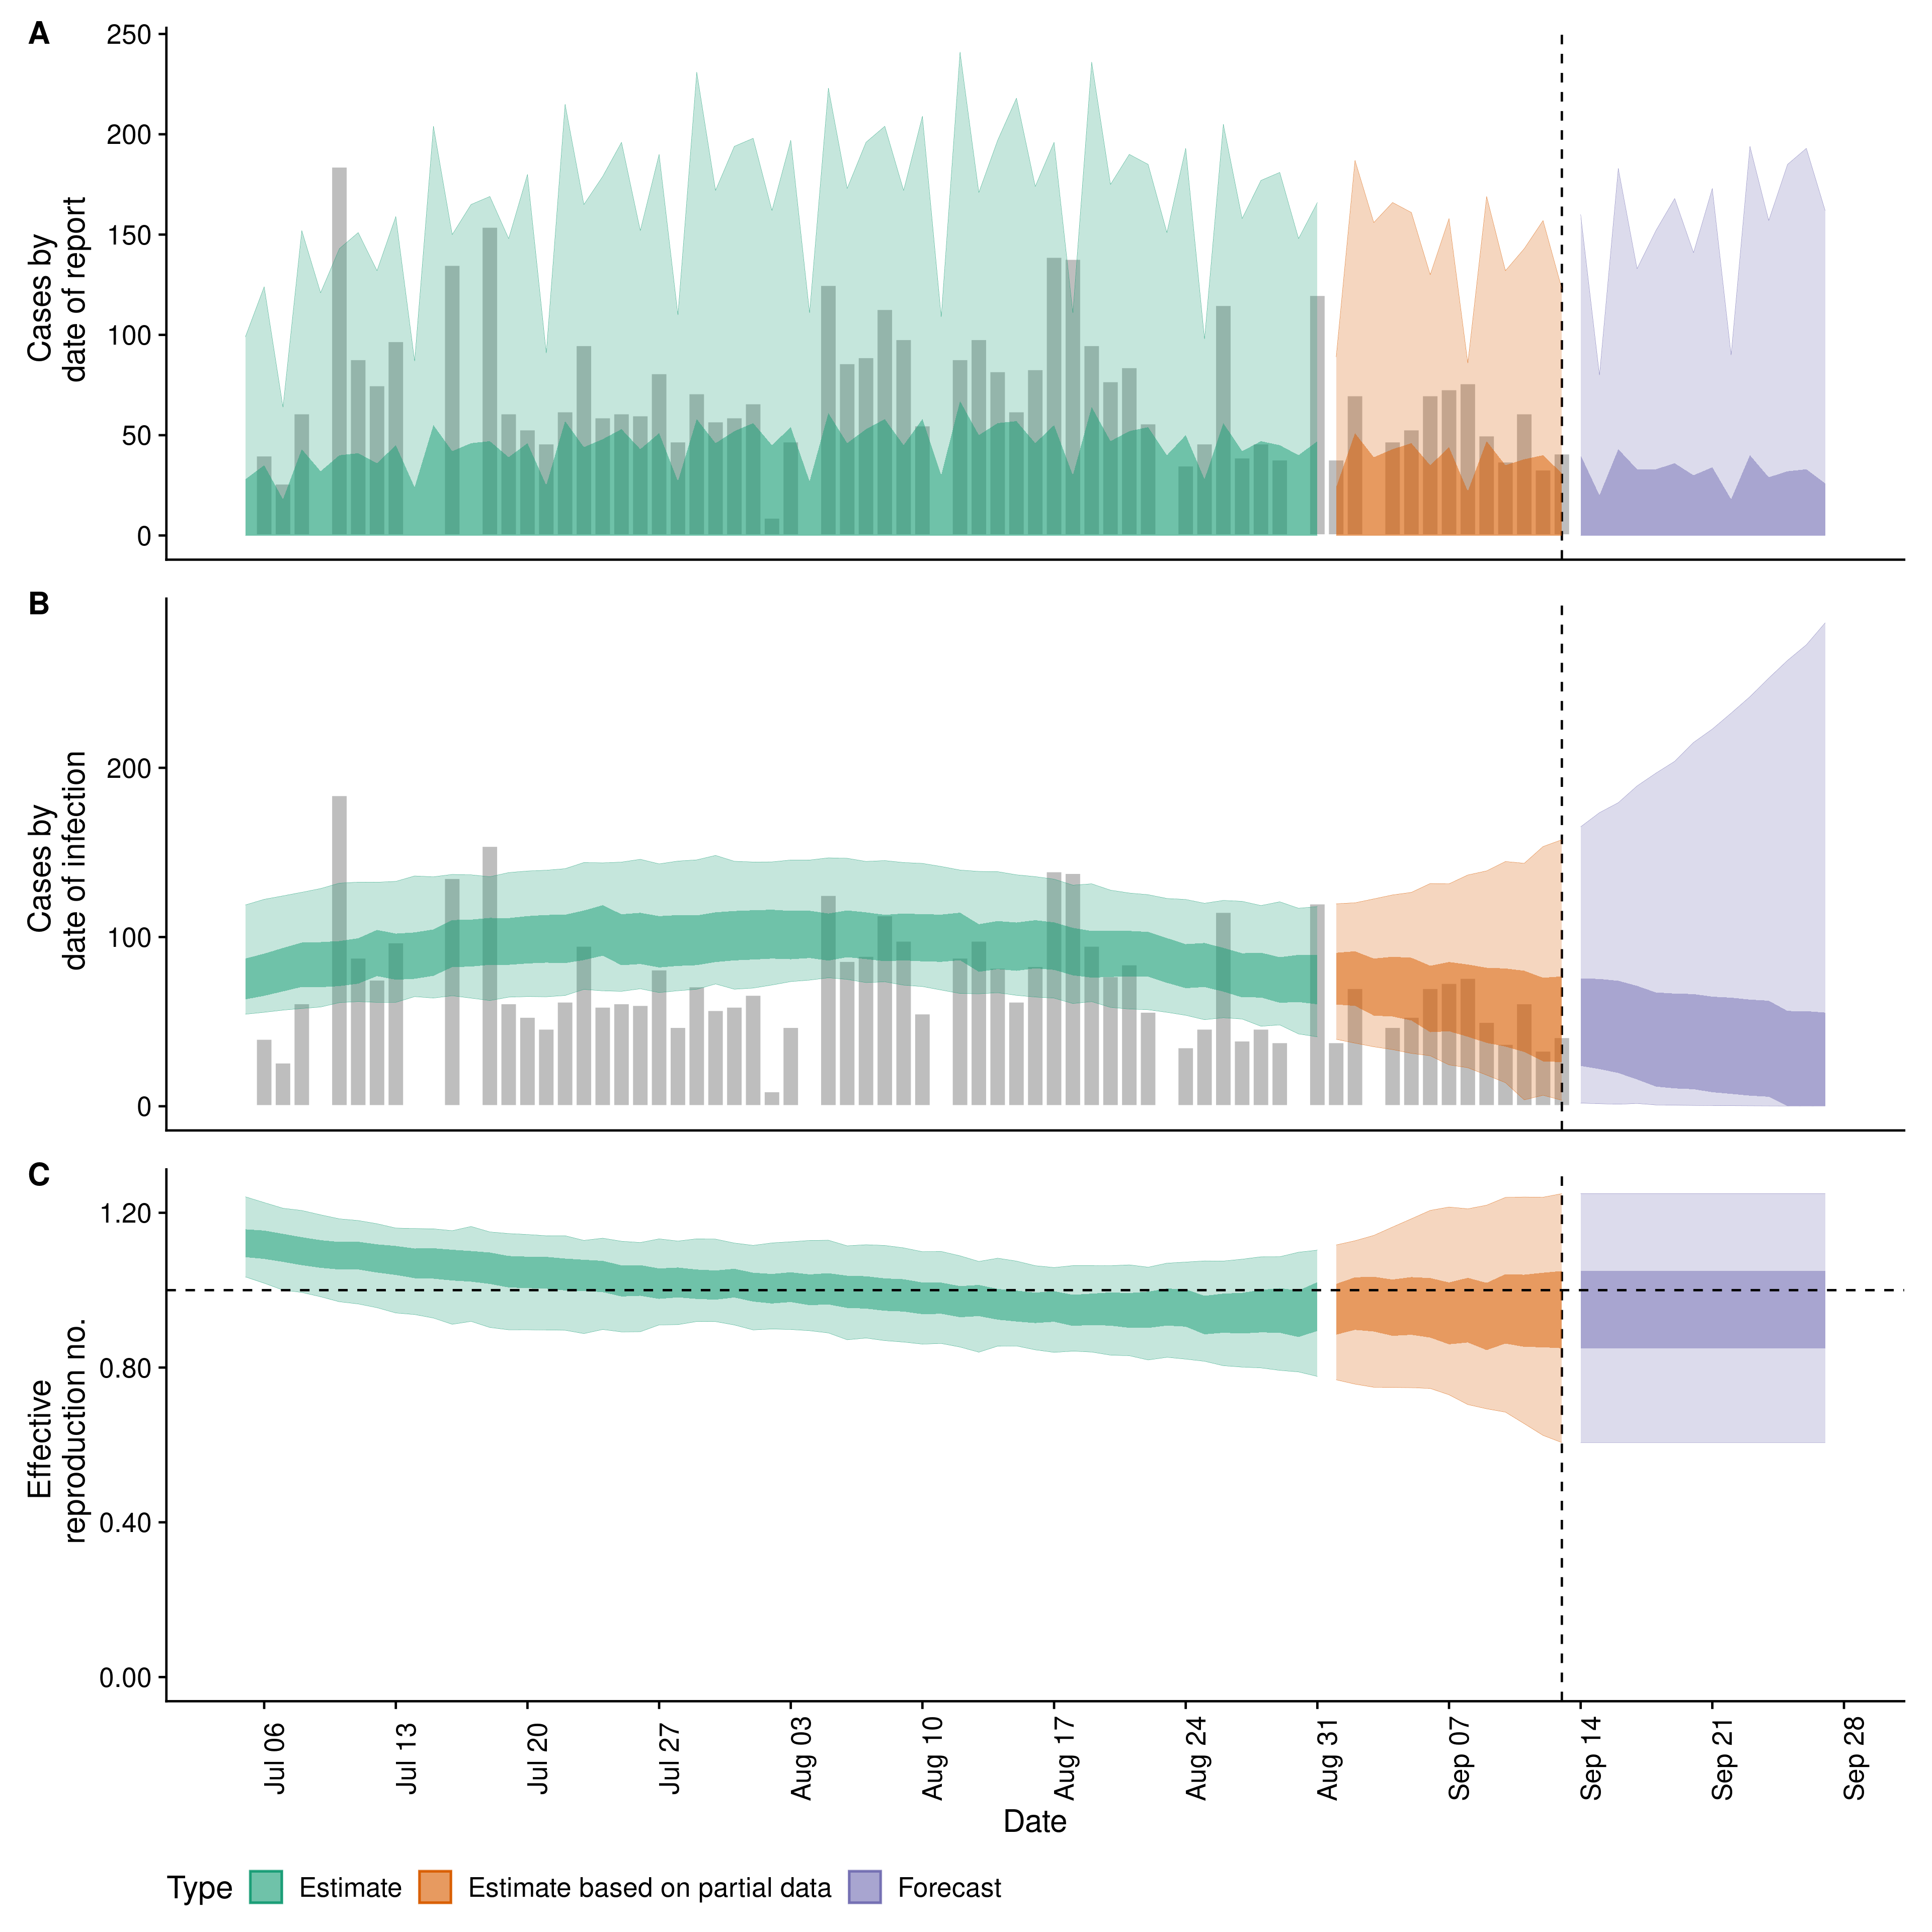 A
250
200
150
100
50
0
Cases by
date of report
B
200
100
0
Cases by
date of infection
C
1.20
0.80
0.40
0.00
Effective
reproduction no.
Jul 06
Jul 13
Jul 20
Jul 27
Aug 03
Aug 10
Aug 17
Aug 24
Aug 31
Sep 07
Sep 14
Sep 21
Sep 28
Date
Type Estimate Estimate based on partial data Forecast